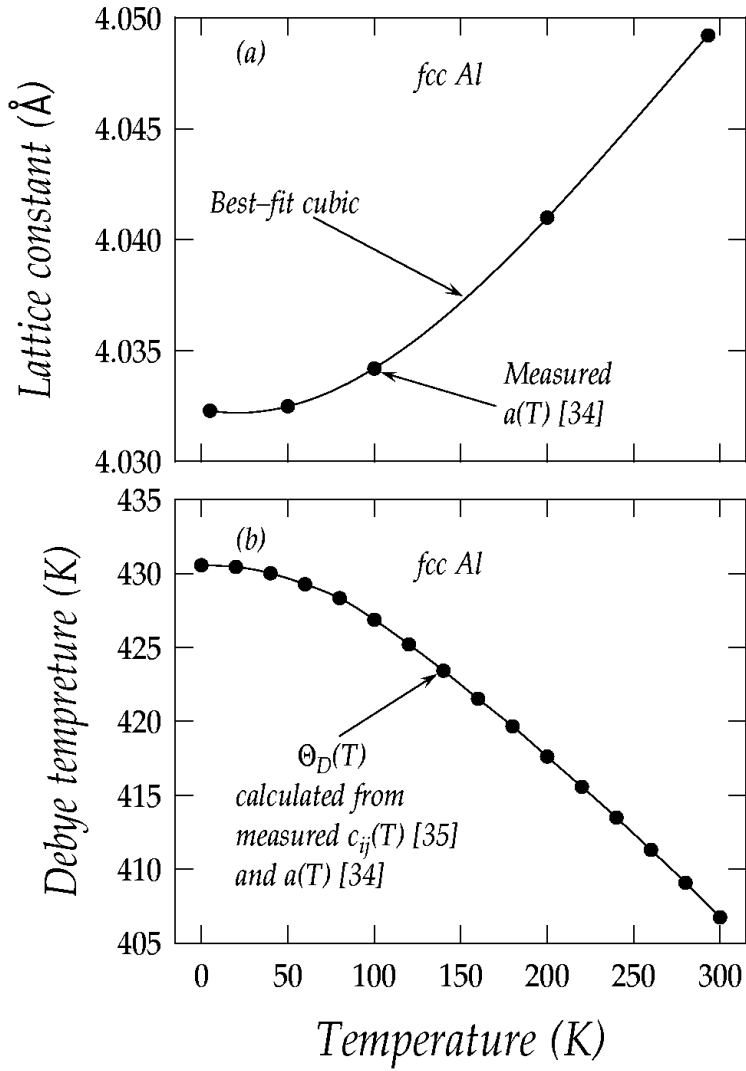 4.050
(a)
fcc Al
4.045
Best–fit cubic
4.040
4.035
Measured
a(T) [34]
4.030
Lattice constant (Å)
435
(b)
fcc Al
430
425
420
Θ_D(T)
calculated from
measured c_ij(T) [35]
and a(T) [34]
415
410
405
Debye tempreture (K)
0 50 100 150 200 250 300
Temperature (K)